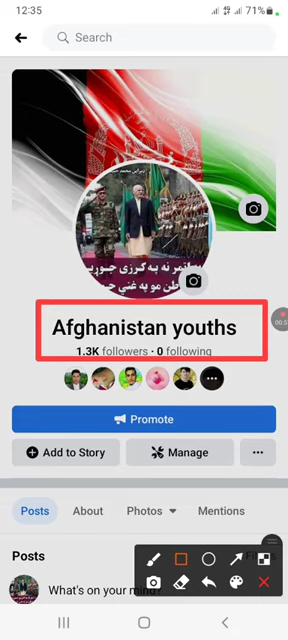 12:35
71%
Search
Afghanistan youths
1.3K followers · 0 following
Promote
Add to Story
Manage
Posts
About
Photos
Mentions
Posts
What's on your mind?